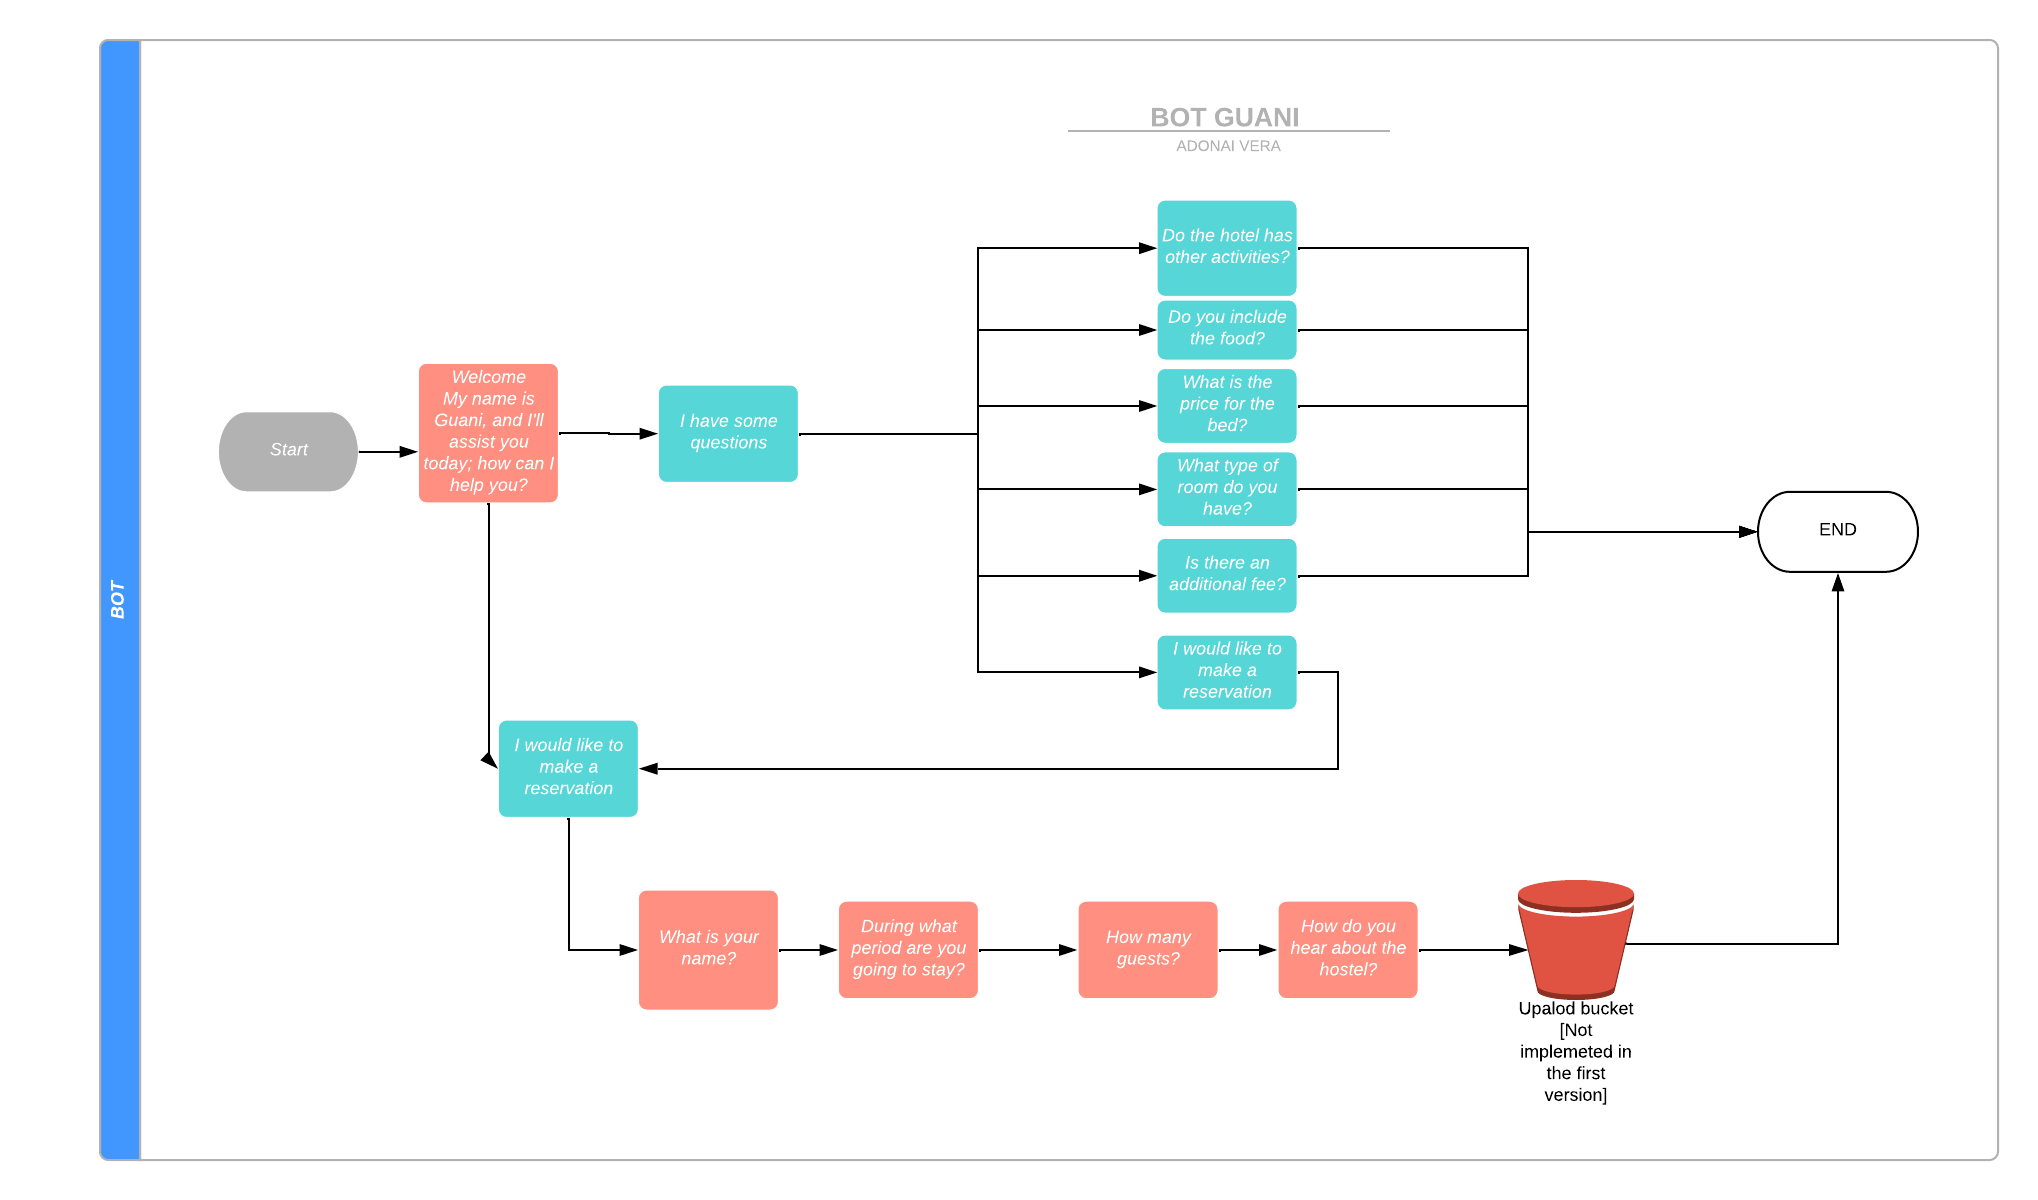 BOT GUANI
ADONAI VERA
BOT
Start
Welcome
My name is
Guani, and I'll
assist you
today; how can I
help you?
I have some
questions
Do the hotel has
other activities?
Do you include
the food?
What is the
price for the
bed?
What type of
room do you
have?
Is there an
additional fee?
I would like to
make a
reservation
END
I would like to
make a
reservation
What is your
name?
During what
period are you
going to stay?
How many
guests?
How do you
hear about the
hostel?
Upalod bucket
[Not
implemeted in
the first
version]